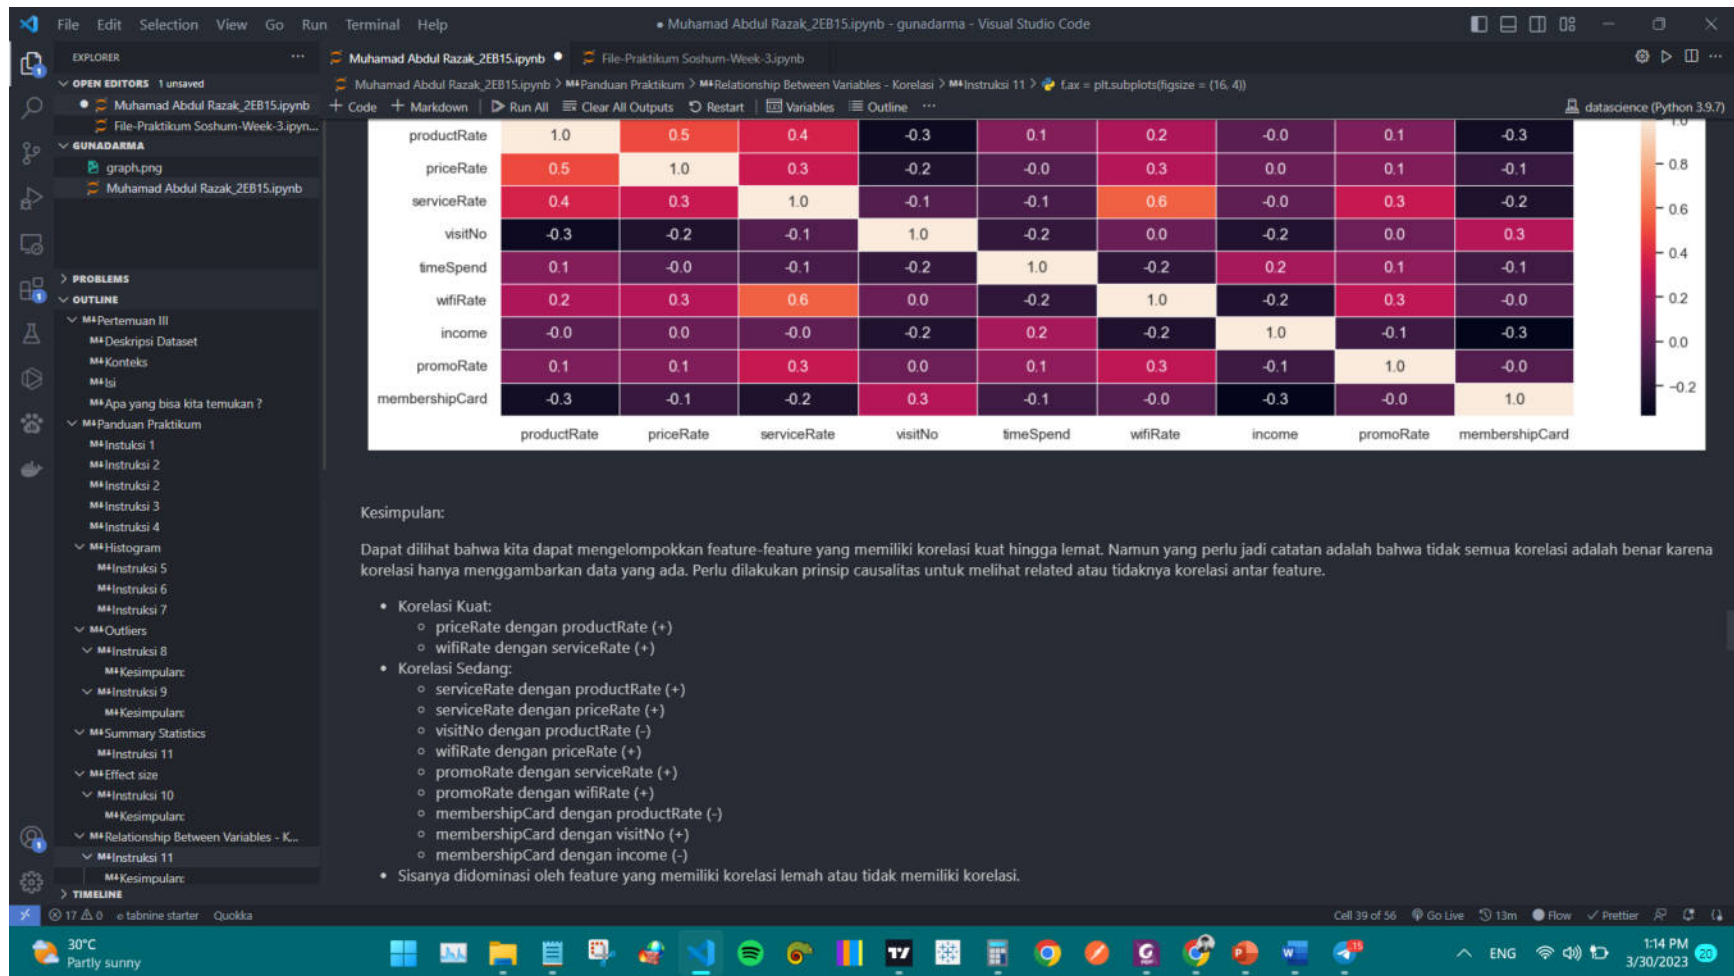 File Edit Selection View Go Run Terminal Help
● Muhamad Abdul Razak_2EB15.ipynb - gunadarma - Visual Studio Code
EXPLORER ···
OPEN EDITORS 1 unsaved
● Muhamad Abdul Razak_2EB15.ipynb
File-Praktikum Soshum-Week-3.ipyn...
GUNADARMA
graph.png
Muhamad Abdul Razak_2EB15.ipynb
PROBLEMS
OUTLINE
Pertemuan III
Deskripsi Dataset
Konteks
Isi
Apa yang bisa kita temukan ?
Panduan Praktikum
Instuksi 1
Instruksi 2
Instruksi 2
Instruksi 3
Instruksi 4
Histogram
Instruksi 5
Instruksi 6
Instruksi 7
Outliers
Instruksi 8
Kesimpulan:
Instruksi 9
Kesimpulan:
Summary Statistics
Instruksi 11
Effect size
Instruksi 10
Kesimpulan:
Relationship Between Variables - K...
Instruksi 11
Kesimpulan:
TIMELINE
Muhamad Abdul Razak_2EB15.ipynb ● File-Praktikum Soshum-Week-3.ipynb
Muhamad Abdul Razak_2EB15.ipynb > Panduan Praktikum > Relationship Between Variables - Korelasi > Instruksi 11 > f,ax = plt.subplots(figsize = (16, 4))
+ Code + Markdown | Run All Clear All Outputs Restart | Variables Outline ··· datascience (Python 3.9.7)
productRate 1.0 0.5 0.4 -0.3 0.1 0.2 -0.0 0.1 -0.3
priceRate 0.5 1.0 0.3 -0.2 -0.0 0.3 0.0 0.1 -0.1
serviceRate 0.4 0.3 1.0 -0.1 -0.1 0.6 -0.0 0.3 -0.2
visitNo -0.3 -0.2 -0.1 1.0 -0.2 0.0 -0.2 0.0 0.3
timeSpend 0.1 -0.0 -0.1 -0.2 1.0 -0.2 0.2 0.1 -0.1
wifiRate 0.2 0.3 0.6 0.0 -0.2 1.0 -0.2 0.3 -0.0
income -0.0 0.0 -0.0 -0.2 0.2 -0.2 1.0 -0.1 -0.3
promoRate 0.1 0.1 0.3 0.0 0.1 0.3 -0.1 1.0 -0.0
membershipCard -0.3 -0.1 -0.2 0.3 -0.1 -0.0 -0.3 -0.0 1.0
productRate priceRate serviceRate visitNo timeSpend wifiRate income promoRate membershipCard
1.0
0.8
0.6
0.4
0.2
0.0
-0.2
Kesimpulan:
Dapat dilihat bahwa kita dapat mengelompokkan feature-feature yang memiliki korelasi kuat hingga lemat. Namun yang perlu jadi catatan adalah bahwa tidak semua korelasi adalah benar karena
korelasi hanya menggambarkan data yang ada. Perlu dilakukan prinsip causalitas untuk melihat related atau tidaknya korelasi antar feature.
• Korelasi Kuat:
○ priceRate dengan productRate (+)
○ wifiRate dengan serviceRate (+)
• Korelasi Sedang:
○ serviceRate dengan productRate (+)
○ serviceRate dengan priceRate (+)
○ visitNo dengan productRate (-)
○ wifiRate dengan priceRate (+)
○ promoRate dengan serviceRate (+)
○ promoRate dengan wifiRate (+)
○ membershipCard dengan productRate (-)
○ membershipCard dengan visitNo (+)
○ membershipCard dengan income (-)
• Sisanya didominasi oleh feature yang memiliki korelasi lemah atau tidak memiliki korelasi.
17 0 tabnine starter Quokka
Cell 39 of 56 Go Live 13m Flow Prettier
30°C
Partly sunny
ENG
1:14 PM
3/30/2023
20